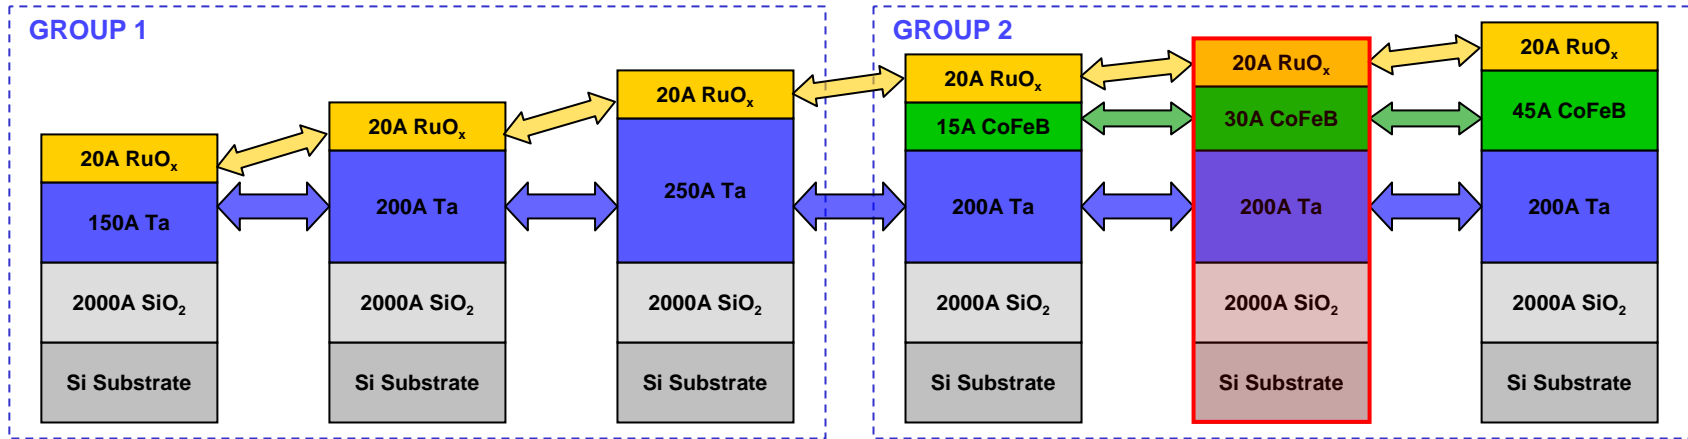 GROUP 1
20A RuOx
150A Ta
2000A SiO2
Si Substrate
20A RuOx
200A Ta
2000A SiO2
Si Substrate
20A RuOx
250A Ta
2000A SiO2
Si Substrate
GROUP 2
20A RuOx
15A CoFeB
200A Ta
2000A SiO2
Si Substrate
20A RuOx
30A CoFeB
200A Ta
2000A SiO2
Si Substrate
20A RuOx
45A CoFeB
200A Ta
2000A SiO2
Si Substrate